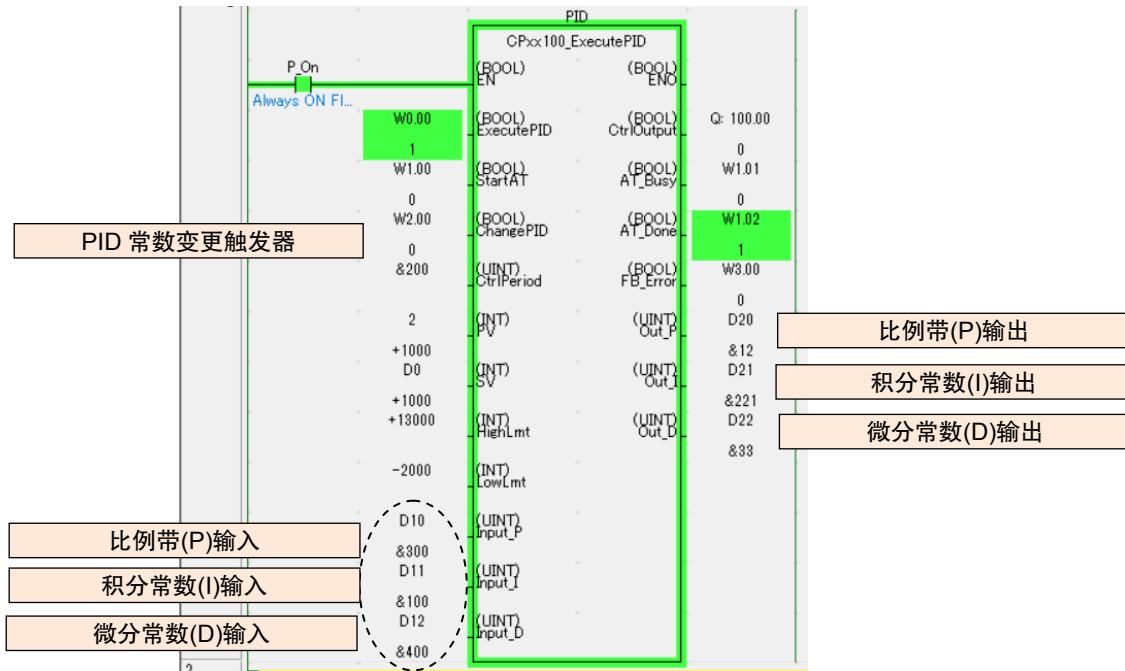 PID
CPxx100_ExecutePID
P_On
(BOOL)
EN
(BOOL)
ENO
Always ON Fl...
W0.00
1
(BOOL)
ExecutePID
(BOOL)
CtrlOutput
Q: 100.00
0
W1.00
0
(BOOL)
StartAT
(BOOL)
AT_Busy
W1.01
0
PID 常数变更触发器
W2.00
0
(BOOL)
ChangePID
(BOOL)
AT_Done
W1.02
1
&200
(UINT)
CtrlPeriod
(BOOL)
FB_Error
W3.00
0
2
+1000
(INT)
PV
(UINT)
Out_P
D20
&12
比例带(P)输出
D0
+1000
(INT)
SV
(UINT)
Out_I
D21
&221
积分常数(I)输出
+13000
(INT)
HighLmt
(UINT)
Out_D
D22
&33
微分常数(D)输出
-2000
(INT)
LowLmt
比例带(P)输入
D10
&300
(UINT)
Input_P
积分常数(I)输入
D11
&100
(UINT)
Input_I
微分常数(D)输入
D12
&400
(UINT)
Input_D
2